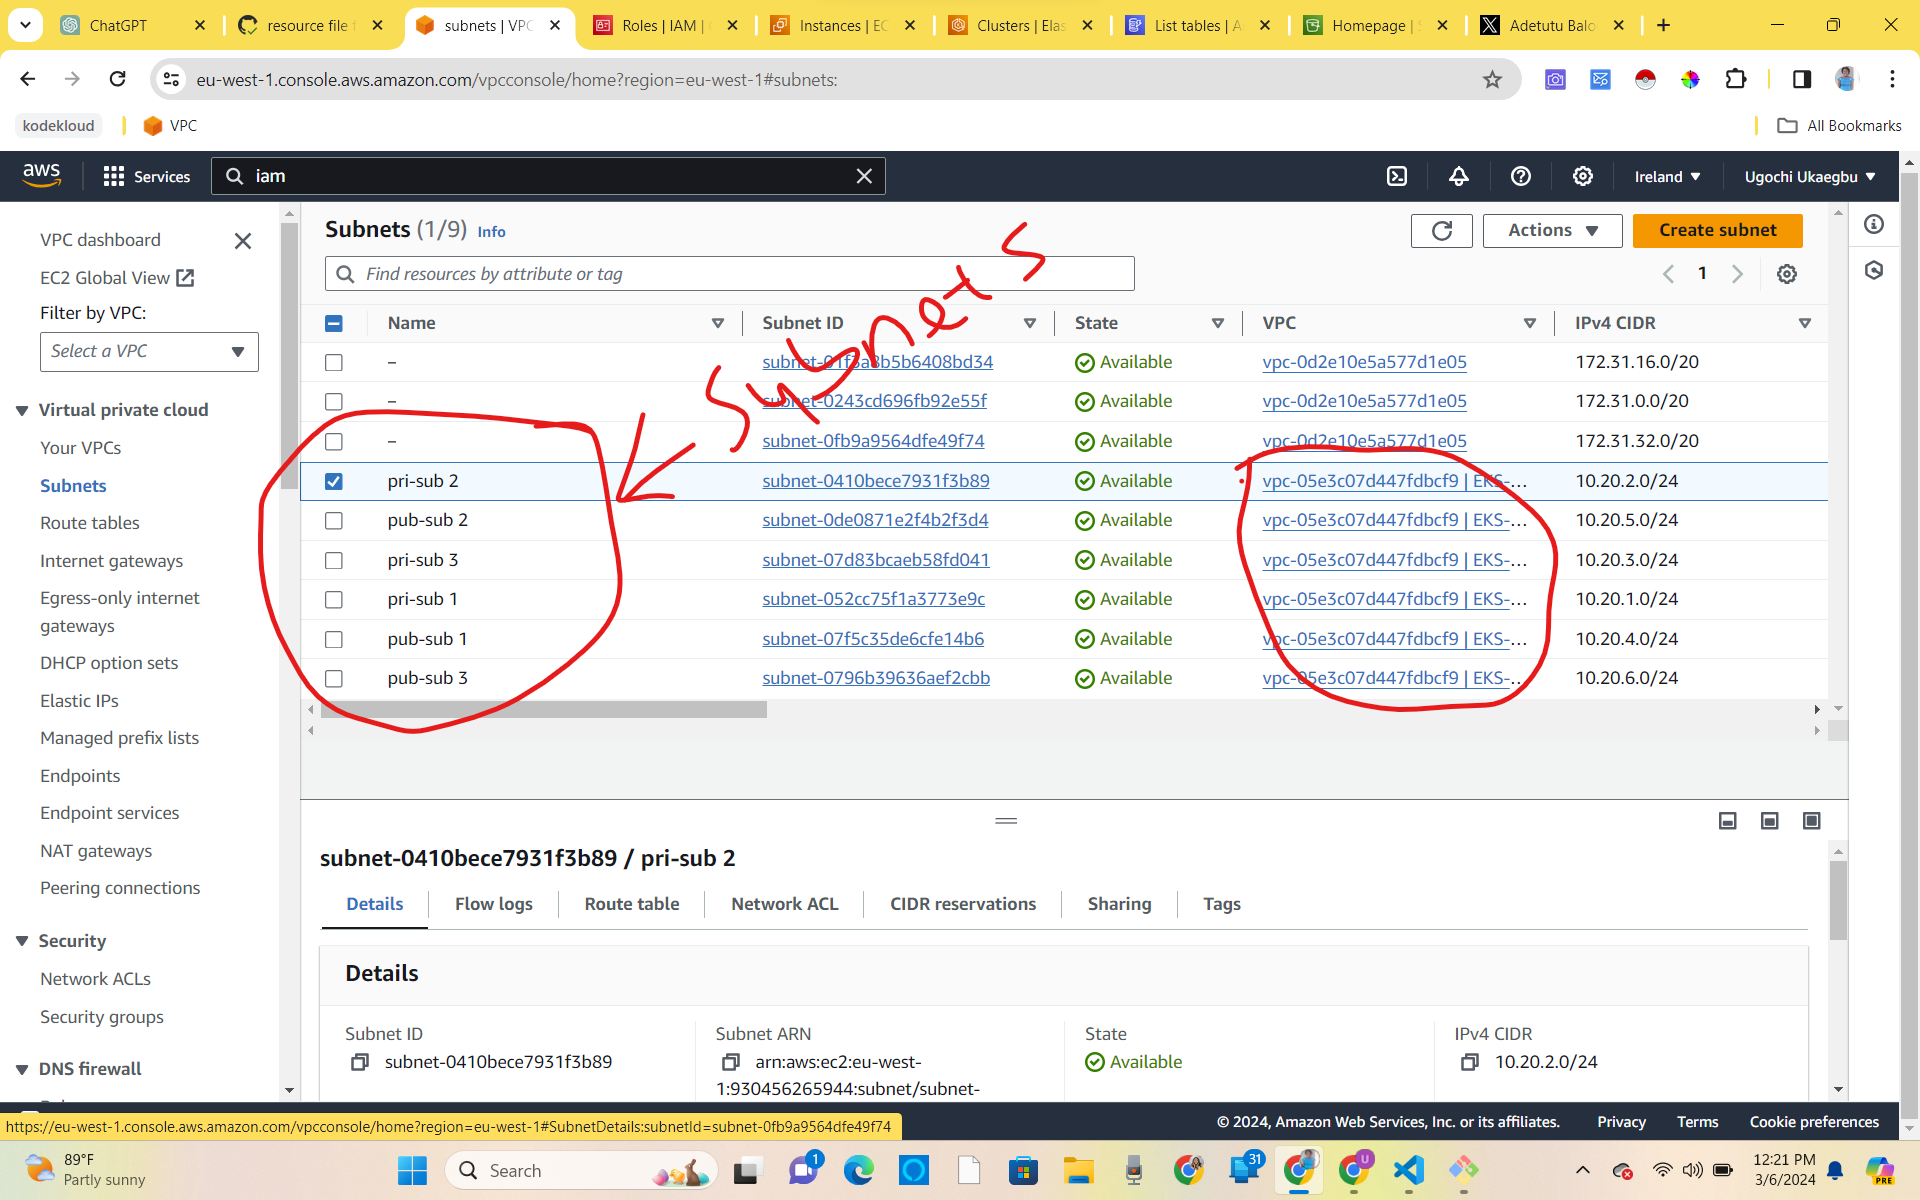 ChatGPT
resource file f
subnets | VPC
Roles | IAM |
Instances | EC
Clusters | Elas
List tables | A
Homepage | S
Adetutu Balo
eu-west-1.console.aws.amazon.com/vpcconsole/home?region=eu-west-1#subnets:
kodekloud
VPC
All Bookmarks
aws
Services
iam
Ireland
Ugochi Ukaegbu
VPC dashboard
EC2 Global View
Filter by VPC:
Select a VPC
Virtual private cloud
Your VPCs
Subnets
Route tables
Internet gateways
Egress-only internet
gateways
DHCP option sets
Elastic IPs
Managed prefix lists
Endpoints
Endpoint services
NAT gateways
Peering connections
Security
Network ACLs
Security groups
DNS firewall
Subnets (1/9) Info
Actions
Create subnet
Find resources by attribute or tag
1
Subnets
Name Subnet ID State VPC IPv4 CIDR
– subnet-01f3a8b5b6408bd34 Available vpc-0d2e10e5a577d1e05 172.31.16.0/20
– subnet-0243cd696fb92e55f Available vpc-0d2e10e5a577d1e05 172.31.0.0/20
– subnet-0fb9a9564dfe49f74 Available vpc-0d2e10e5a577d1e05 172.31.32.0/20
pri-sub 2 subnet-0410bece7931f3b89 Available vpc-05e3c07d447fdbcf9 | EKS-... 10.20.2.0/24
pub-sub 2 subnet-0de0871e2f4b2f3d4 Available vpc-05e3c07d447fdbcf9 | EKS-... 10.20.5.0/24
pri-sub 3 subnet-07d83bcaeb58fd041 Available vpc-05e3c07d447fdbcf9 | EKS-... 10.20.3.0/24
pri-sub 1 subnet-052cc75f1a3773e9c Available vpc-05e3c07d447fdbcf9 | EKS-... 10.20.1.0/24
pub-sub 1 subnet-07f5c35de6cfe14b6 Available vpc-05e3c07d447fdbcf9 | EKS-... 10.20.4.0/24
pub-sub 3 subnet-0796b39636aef2cbb Available vpc-05e3c07d447fdbcf9 | EKS-... 10.20.6.0/24
subnet-0410bece7931f3b89 / pri-sub 2
Details Flow logs Route table Network ACL CIDR reservations Sharing Tags
Details
Subnet ID
subnet-0410bece7931f3b89
Subnet ARN
arn:aws:ec2:eu-west-
1:930456265944:subnet/subnet-
State
Available
IPv4 CIDR
10.20.2.0/24
https://eu-west-1.console.aws.amazon.com/vpcconsole/home?region=eu-west-1#SubnetDetails:subnetId=subnet-0fb9a9564dfe49f74
© 2024, Amazon Web Services, Inc. or its affiliates. Privacy Terms Cookie preferences
89°F
Partly sunny
Search
1
31
U
12:21 PM
3/6/2024
PRE